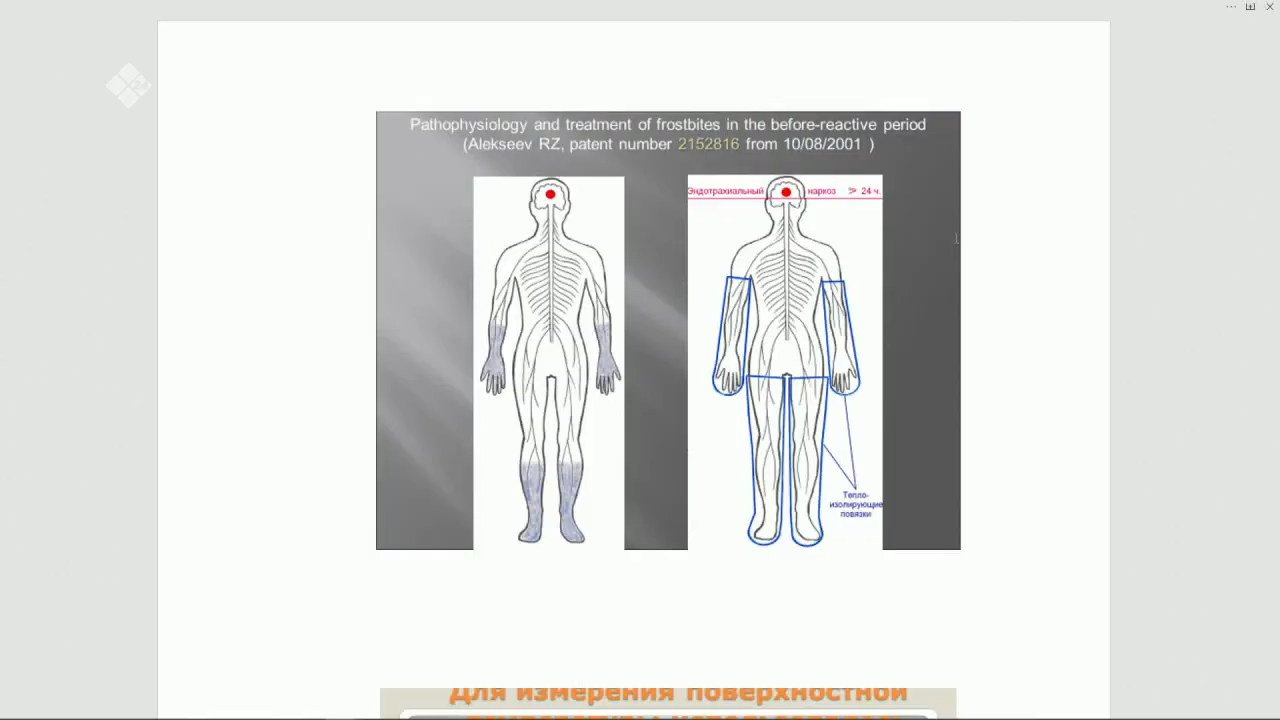 Pathophysiology and treatment of frostbites in the before-reactive period
(Alekseev RZ, patent number 2152816 from 10/08/2001 )
Эндотрахиальный наркоз > 24 ч.
Тепло-
изолирующие
повязки
Для измерения поверхностной